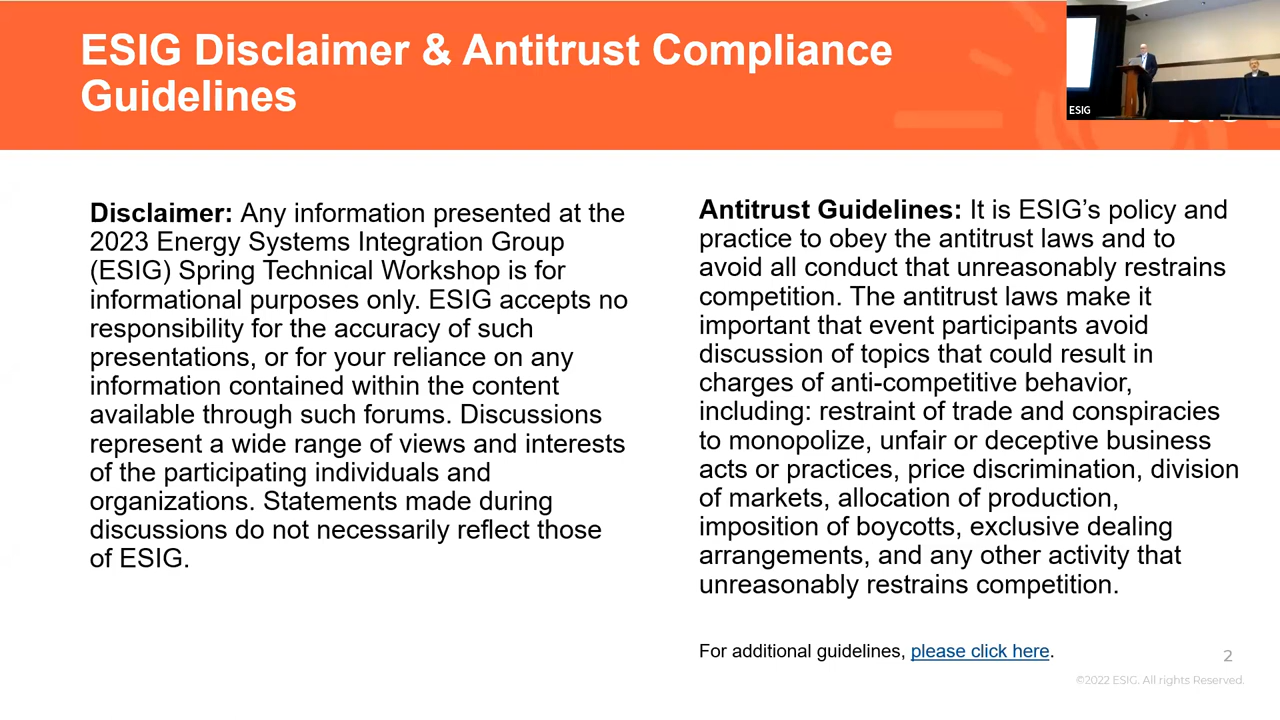 ESIG Disclaimer & Antitrust Compliance
Guidelines
ESIG
Disclaimer: Any information presented at the
2023 Energy Systems Integration Group
(ESIG) Spring Technical Workshop is for
informational purposes only. ESIG accepts no
responsibility for the accuracy of such
presentations, or for your reliance on any
information contained within the content
available through such forums. Discussions
represent a wide range of views and interests
of the participating individuals and
organizations. Statements made during
discussions do not necessarily reflect those
of ESIG.
Antitrust Guidelines: It is ESIG’s policy and
practice to obey the antitrust laws and to
avoid all conduct that unreasonably restrains
competition. The antitrust laws make it
important that event participants avoid
discussion of topics that could result in
charges of anti-competitive behavior,
including: restraint of trade and conspiracies
to monopolize, unfair or deceptive business
acts or practices, price discrimination, division
of markets, allocation of production,
imposition of boycotts, exclusive dealing
arrangements, and any other activity that
unreasonably restrains competition.
For additional guidelines, please click here.
2
©2022 ESIG. All rights Reserved.